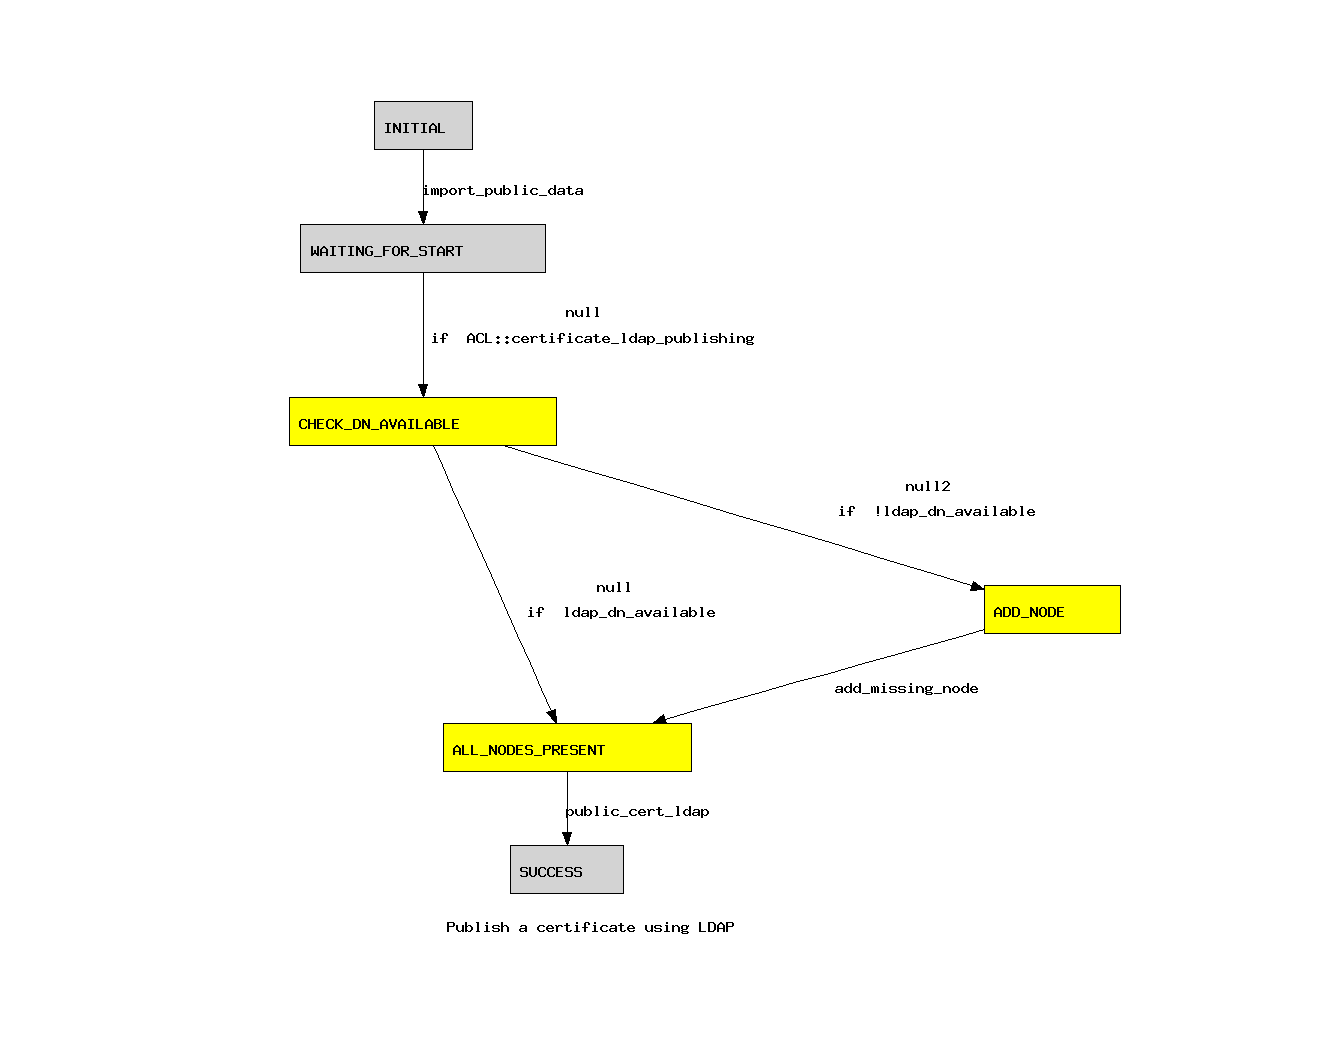 INITIAL
import_public_data
WAITING_FOR_START
null
if  ACL::certificate_ldap_publishing
CHECK_DN_AVAILABLE
null2
if  !ldap_dn_available
null
if  ldap_dn_available
ADD_NODE
add_missing_node
ALL_NODES_PRESENT
public_cert_ldap
SUCCESS
Publish a certificate using LDAP